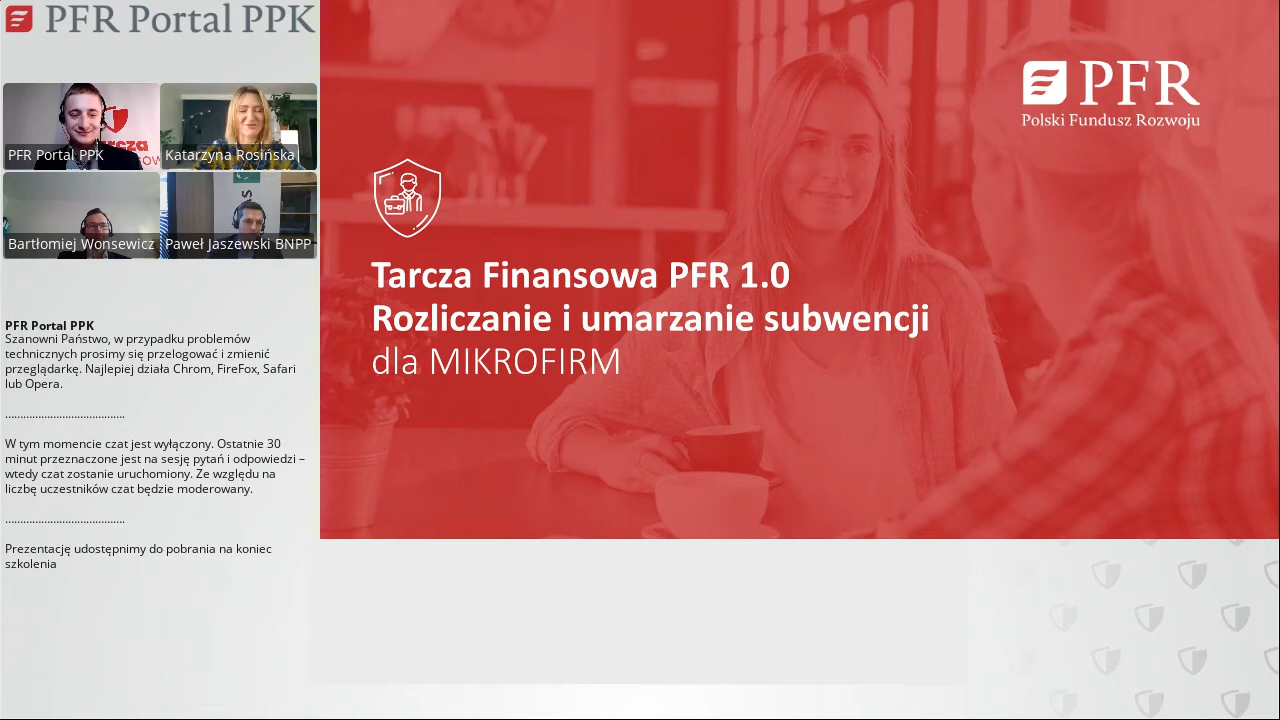 PFR Portal PPK
PFR Portal PPK
Katarzyna Rosińska
Bartłomiej Wonsewicz
Paweł Jaszewski BNPP
PFR Portal PPK
Szanowni Państwo, w przypadku problemów
technicznych prosimy się przelogować i zmienić
przeglądarkę. Najlepiej działa Chrom, FireFox, Safari
lub Opera.
........................................
W tym momencie czat jest wyłączony. Ostatnie 30
minut przeznaczone jest na sesję pytań i odpowiedzi –
wtedy czat zostanie uruchomiony. Ze względu na
liczbę uczestników czat będzie moderowany.
........................................
Prezentację udostępnimy do pobrania na koniec
szkolenia
PFR
Polski Fundusz Rozwoju
Tarcza Finansowa PFR 1.0
Rozliczanie i umarzanie subwencji
dla MIKROFIRM